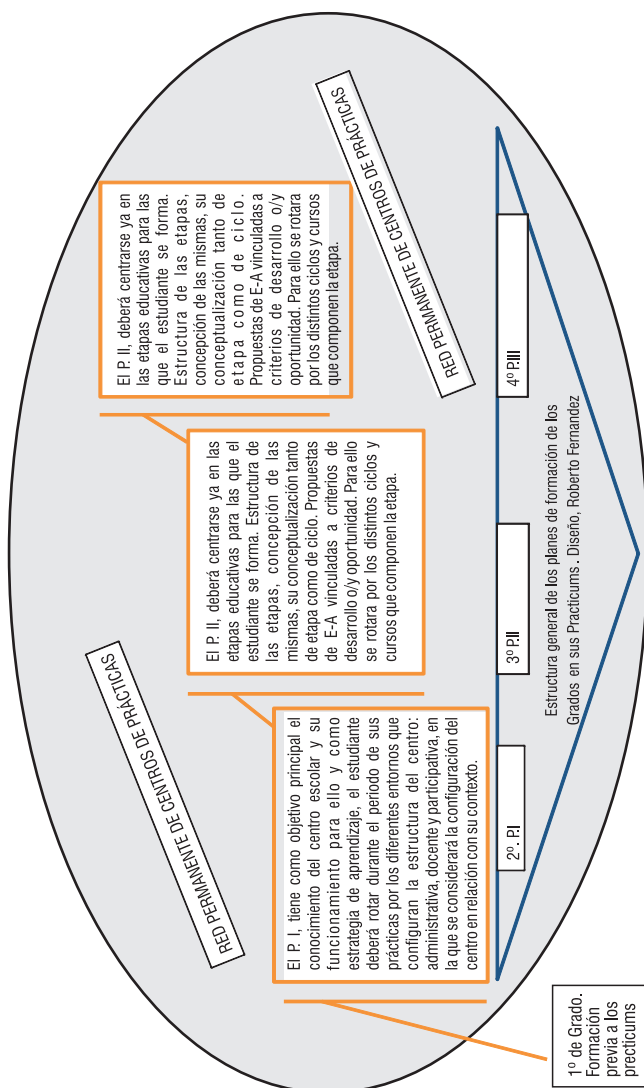 RED PERMANENTE DE CENTROS DE PRÁCTICAS
RED PERMANENTE DE CENTROS DE PRÁCTICAS
1º de Grado.
Formación
previa a los
precticums
El P. I, tiene como objetivo principal el
conocimiento del centro escolar y su
funcionamiento para ello y como
estrategia de aprendizaje, el estudiante
deberá rotar durante el periodo de sus
prácticas por los diferentes entornos que
configuran la estructura del centro:
administrativa, docente y participativa, en
la que se considerará la configuración del
centro en relación con su contexto.
El P. II, deberá centrarse ya en las
etapas educativas para las que el
estudiante se forma. Estructura de
las etapas, concepción de las
mismas, su conceptualización tanto
de etapa como de ciclo. Propuestas
de E-A vinculadas a criterios de
desarrollo o/y oportunidad. Para ello
se rotara por los distintos ciclos y
cursos que componen la etapa.
El P. II, deberá centrarse ya en
las etapas educativas para las
que el estudiante se forma.
Estructura de las etapas,
concepción de las mismas, su
conceptualización tanto de
etapa como de ciclo.
Propuestas de E-A vinculadas a
criterios de desarrollo o/y
oportunidad. Para ello se rotara
por los distintos ciclos y cursos
que componen la etapa.
2º. P.I
3º P.II
4º P.III
Estructura general de los planes de formación de los
Grados en sus Practicums. Diseño, Roberto Fernandez